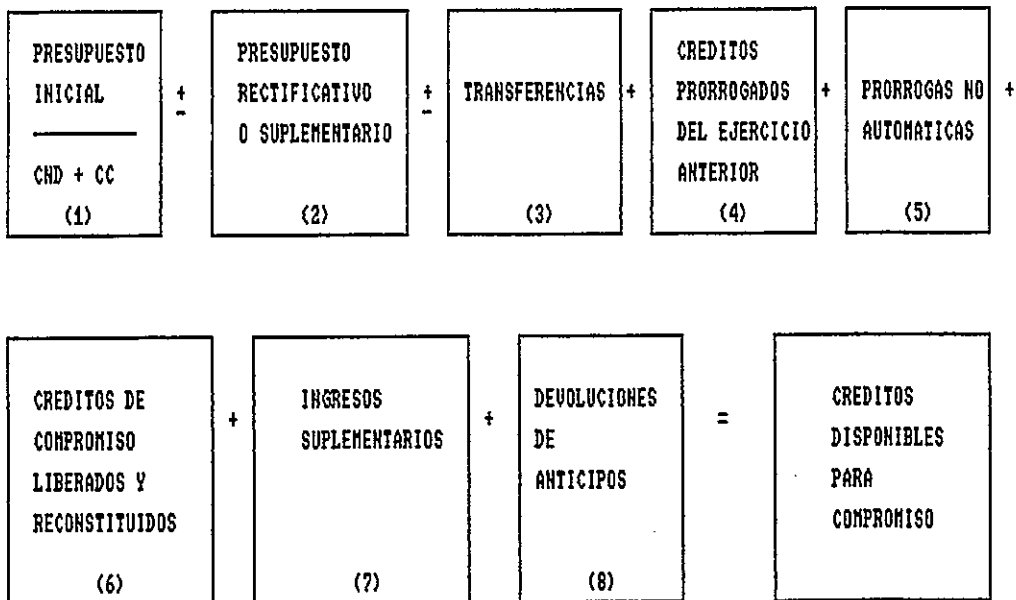 PRESUPUESTO
INICIAL
CND + CC
(1)
±
PRESUPUESTO
RECTIFICATIVO
O SUPLEMENTARIO
(2)
±
TRANSFERENCIAS
(3)
+
CREDITOS
PRORROGADOS
DEL EJERCICIO
ANTERIOR
(4)
+
PRORROGAS NO
AUTOMATICAS
(5)
+
CREDITOS DE
COMPROMISO
LIBERADOS Y
RECONSTITUIDOS
(6)
+
INGRESOS
SUPLEMENTARIOS
(7)
+
DEVOLUCIONES
DE
ANTICIPOS
(8)
=
CREDITOS
DISPONIBLES
PARA
COMPROMISO